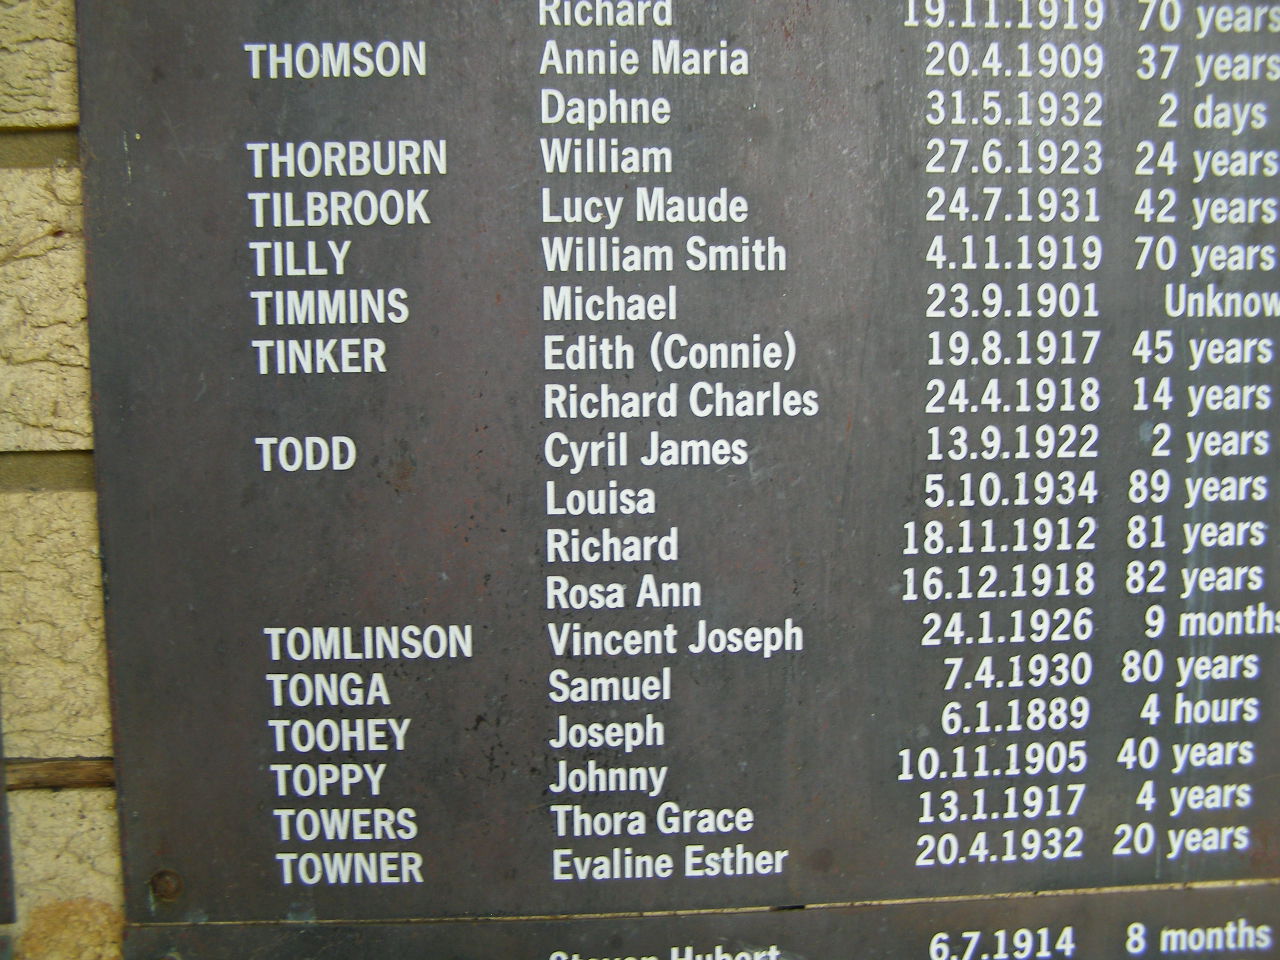 Richard 19.11.1919 70 years
THOMSON Annie Maria 20.4.1909 37 years
Daphne 31.5.1932 2 days
THORBURN William 27.6.1923 24 years
TILBROOK Lucy Maude 24.7.1931 42 years
TILLY William Smith 4.11.1919 70 years
TIMMINS Michael 23.9.1901 Unknow
TINKER Edith (Connie) 19.8.1917 45 years
Richard Charles 24.4.1918 14 years
TODD Cyril James 13.9.1922 2 years
Louisa 5.10.1934 89 years
Richard 18.11.1912 81 years
Rosa Ann 16.12.1918 82 years
TOMLINSON Vincent Joseph 24.1.1926 9 months
TONGA Samuel 7.4.1930 80 years
TOOHEY Joseph 6.1.1889 4 hours
TOPPY Johnny 10.11.1905 40 years
TOWERS Thora Grace 13.1.1917 4 years
TOWNER Evaline Esther 20.4.1932 20 years
Hubert 6.7.1914 8 months